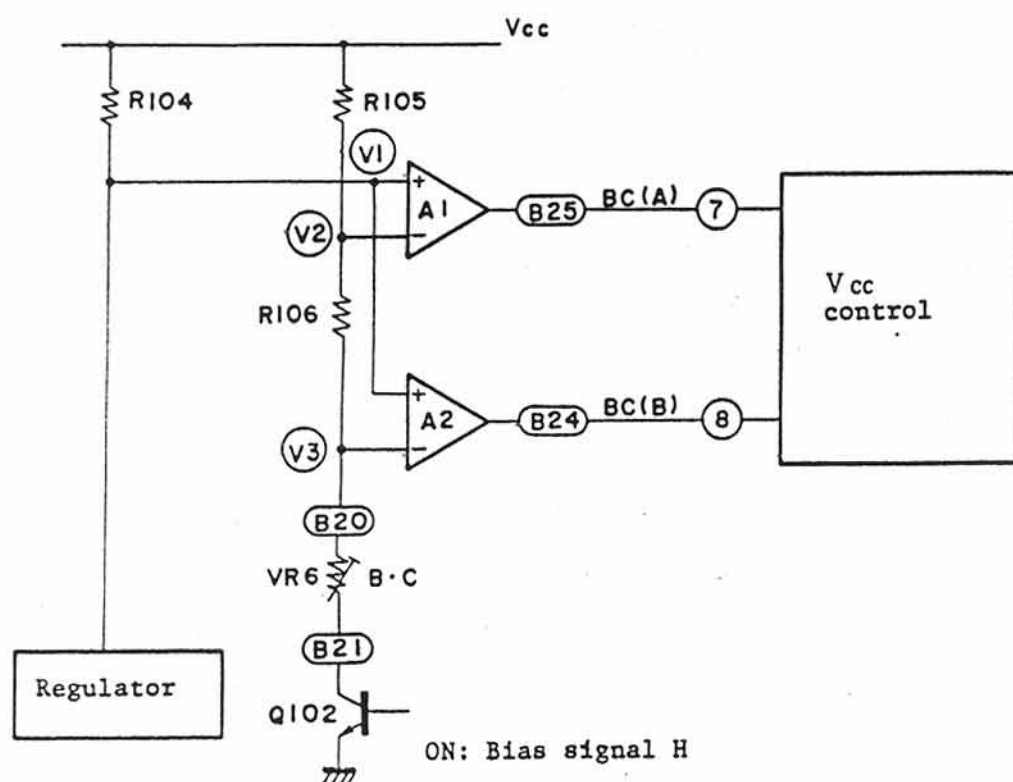 Vcc
R104
R105
V1
+
A1
−
B25
BC(A)
7
V2
Vcc
control
R106
+
A2
−
B24
BC(B)
8
V3
B20
VR6
B·C
B21
Regulator
Q102
ON: Bias signal H